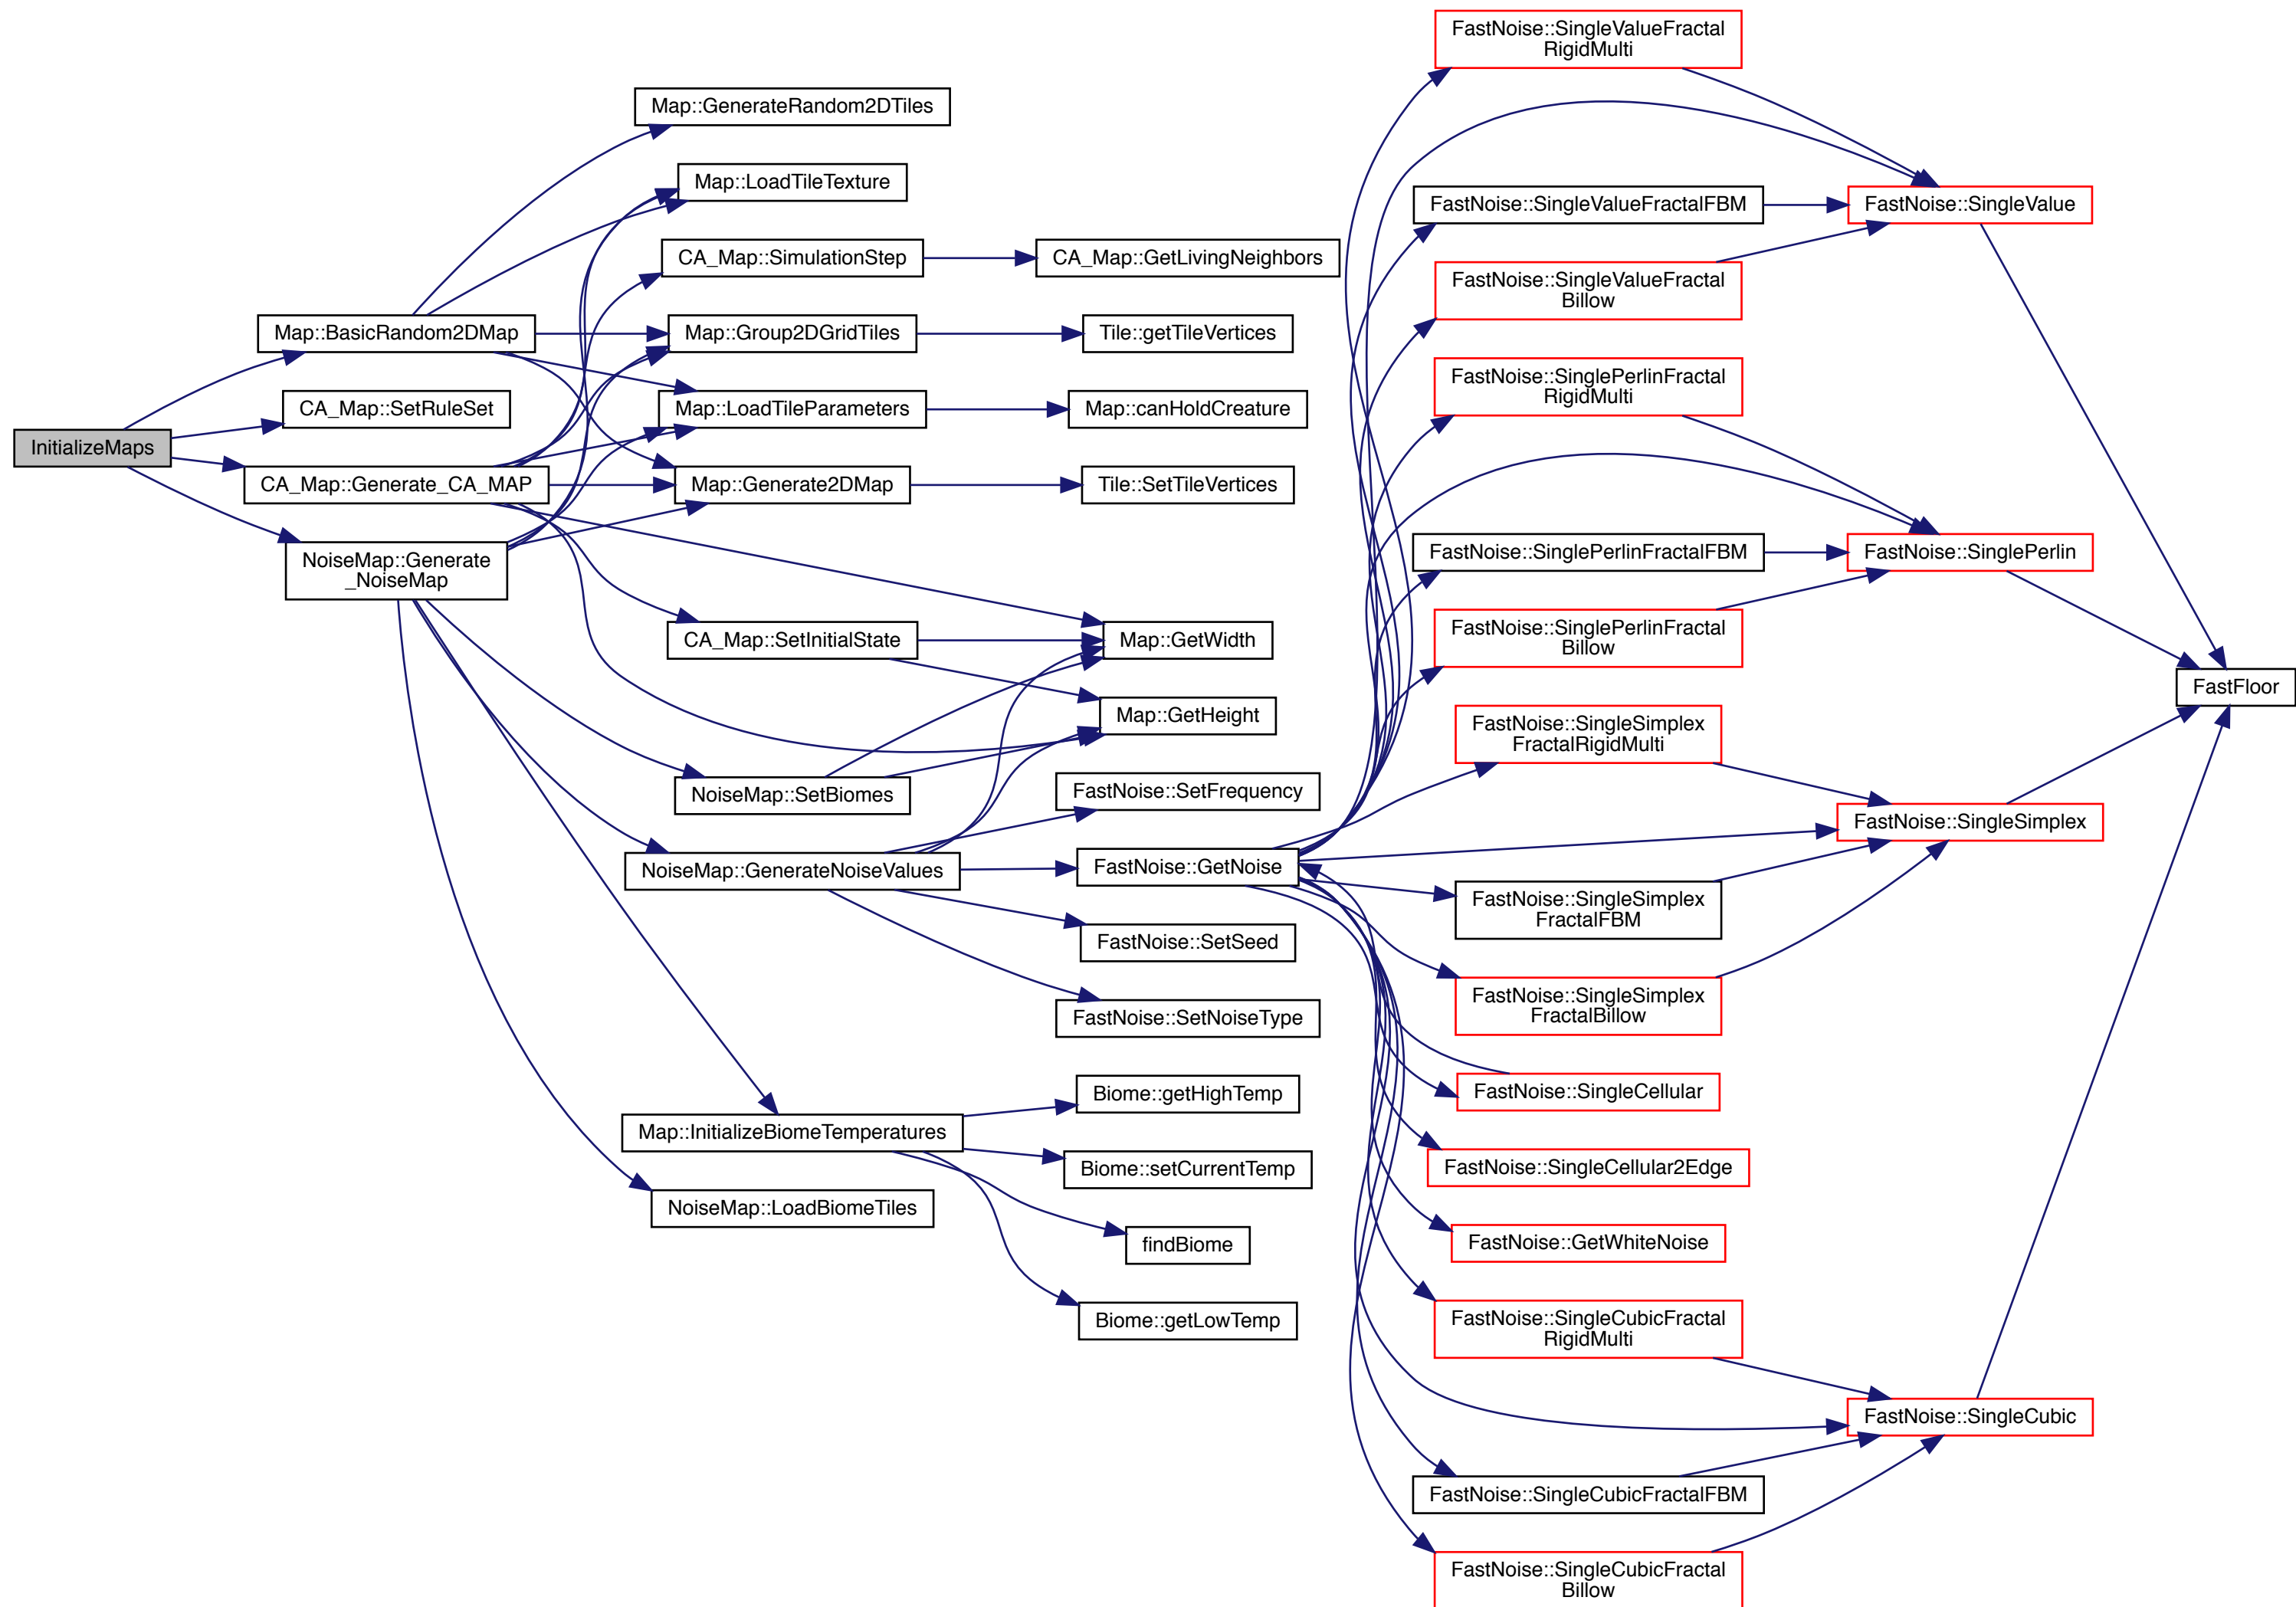 InitializeMaps
Map::BasicRandom2DMap
CA_Map::SetRuleSet
CA_Map::Generate_CA_MAP
NoiseMap::Generate
_NoiseMap
Map::GenerateRandom2DTiles
Map::LoadTileTexture
CA_Map::SimulationStep
Map::Group2DGridTiles
Map::LoadTileParameters
Map::Generate2DMap
CA_Map::SetInitialState
NoiseMap::SetBiomes
NoiseMap::GenerateNoiseValues
Map::InitializeBiomeTemperatures
NoiseMap::LoadBiomeTiles
CA_Map::GetLivingNeighbors
Tile::getTileVertices
Map::canHoldCreature
Tile::SetTileVertices
Map::GetWidth
Map::GetHeight
FastNoise::SetFrequency
FastNoise::GetNoise
FastNoise::SetSeed
FastNoise::SetNoiseType
Biome::getHighTemp
Biome::setCurrentTemp
findBiome
Biome::getLowTemp
FastNoise::SingleValueFractal
RigidMulti
FastNoise::SingleValueFractalFBM
FastNoise::SingleValueFractal
Billow
FastNoise::SinglePerlinFractal
RigidMulti
FastNoise::SinglePerlinFractalFBM
FastNoise::SinglePerlinFractal
Billow
FastNoise::SingleSimplex
FractalRigidMulti
FastNoise::SingleSimplex
FractalFBM
FastNoise::SingleSimplex
FractalBillow
FastNoise::SingleCellular
FastNoise::SingleCellular2Edge
FastNoise::GetWhiteNoise
FastNoise::SingleCubicFractal
RigidMulti
FastNoise::SingleCubicFractalFBM
FastNoise::SingleCubicFractal
Billow
FastNoise::SingleValue
FastNoise::SinglePerlin
FastNoise::SingleSimplex
FastNoise::SingleCubic
FastFloor